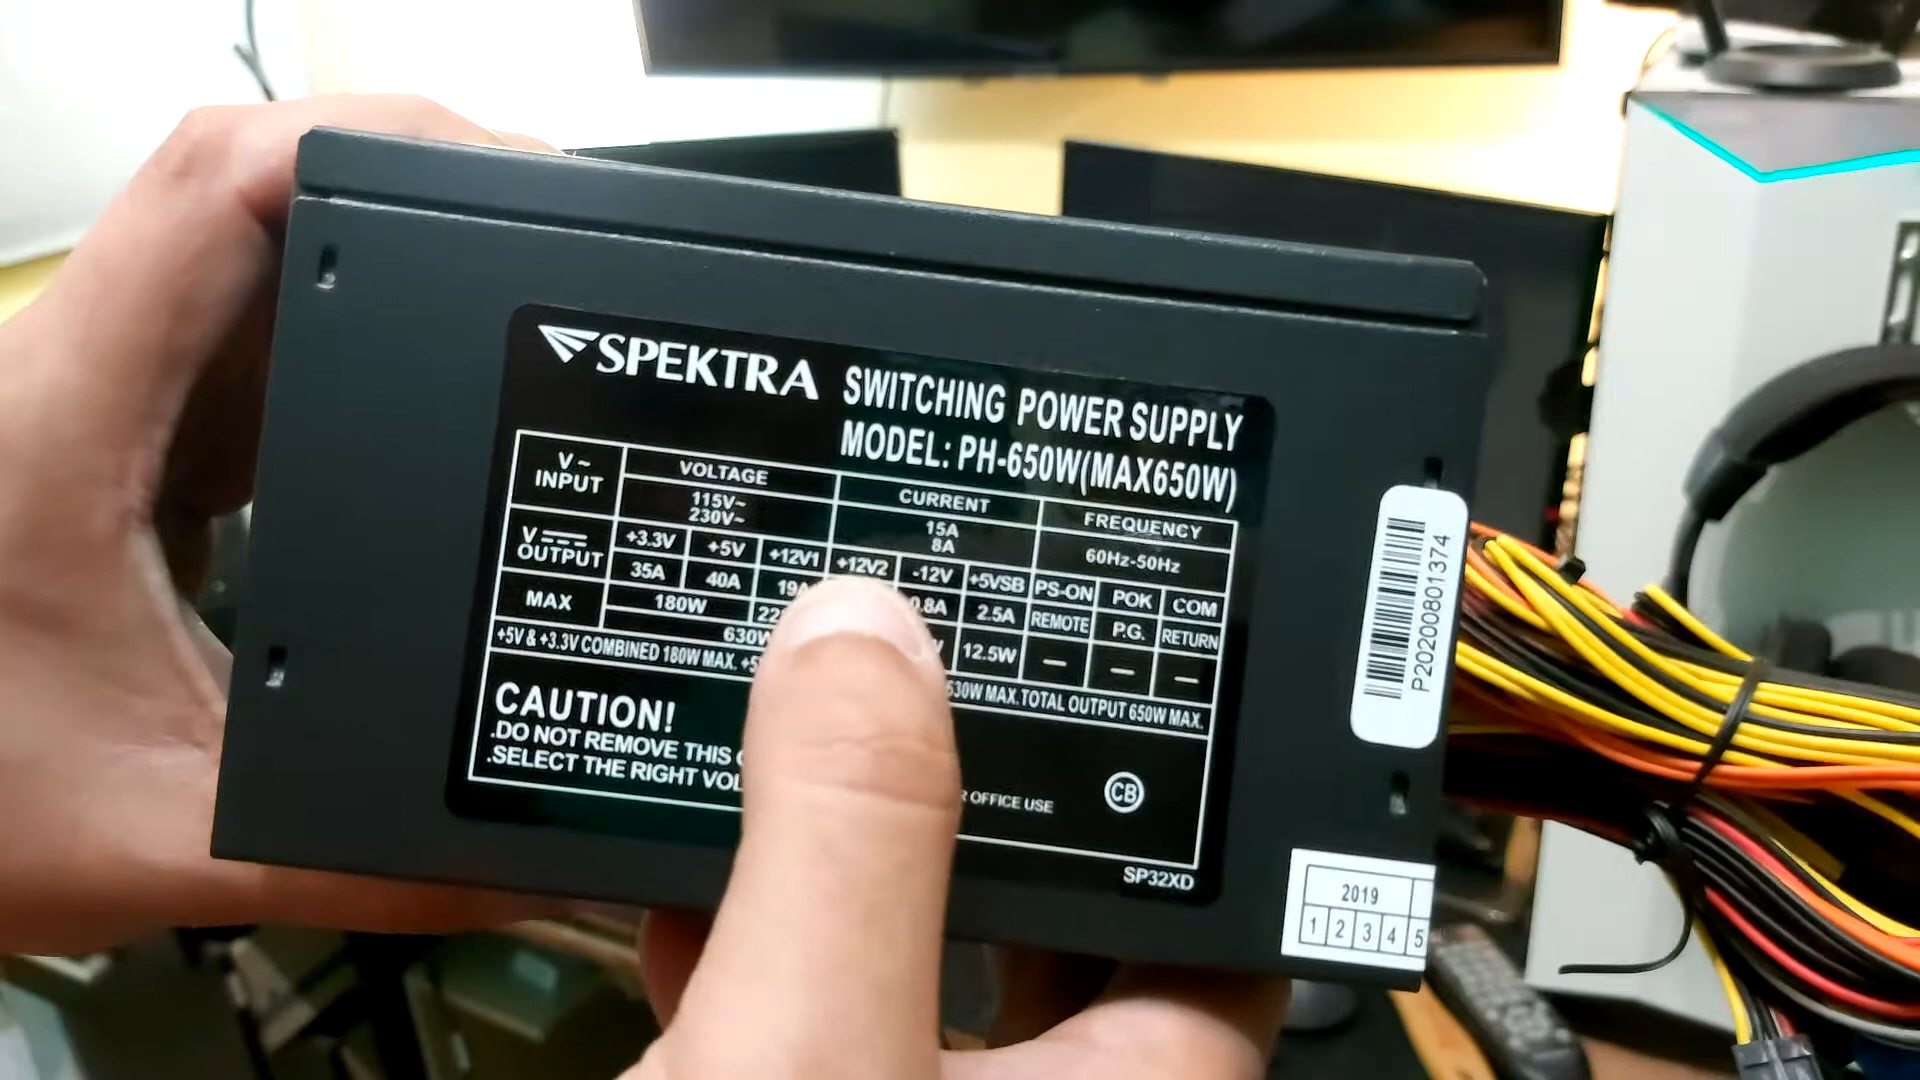 SPEKTRA
SWITCHING POWER SUPPLY
MODEL: PH-650W(MAX650W)
V~ INPUT
VOLTAGE
CURRENT
FREQUENCY
115V~
230V~
15A
8A
60Hz-50Hz
V OUTPUT
+3.3V +5V +12V1 +12V2 -12V +5VSB PS-ON POK COM
35A 40A 0.8A 2.5A REMOTE P.G. RETURN
MAX
180W 12.5W — — —
630W
+5V & +3.3V COMBINED 180W MAX. 630W MAX.TOTAL OUTPUT 650W MAX.
CAUTION!
.DO NOT REMOVE THIS
.SELECT THE RIGHT
OFFICE USE
CB
SP32XD
P20200801374
2019
1 2 3 4 5